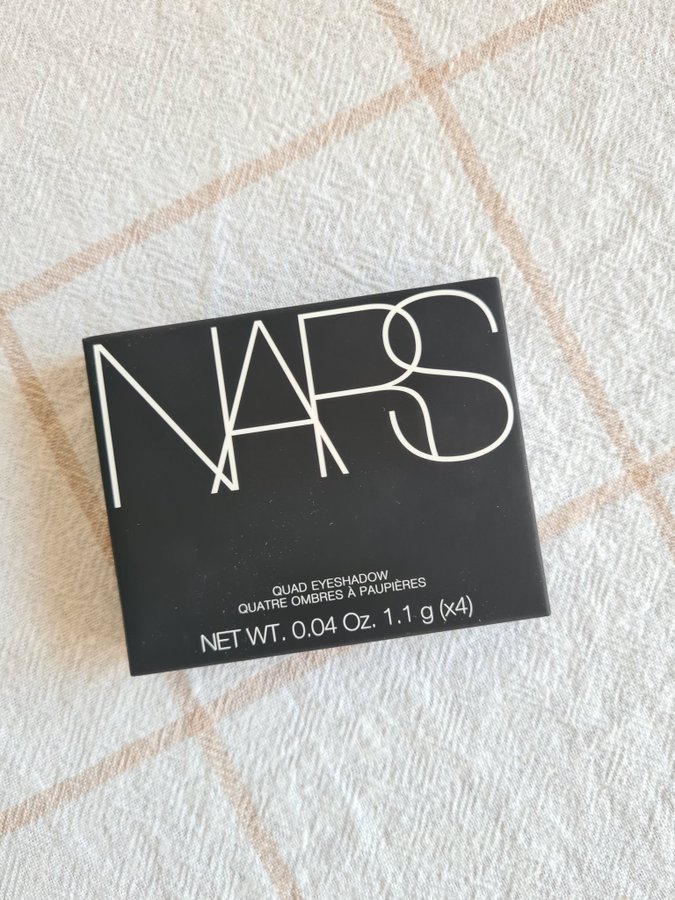 NARS
QUAD EYESHADOW
QUATRE OMBRES À PAUPIÈRES
NET WT. 0.04 Oz. 1.1 g (x4)